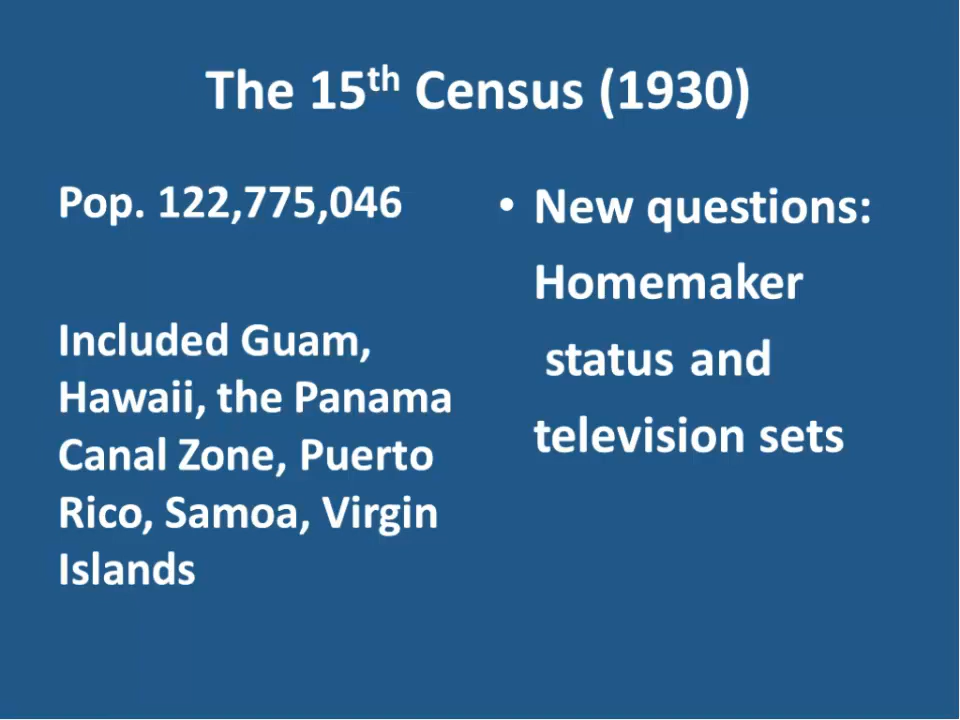 The 15th Census (1930)
Pop. 122,775,046
Included Guam,
Hawaii, the Panama
Canal Zone, Puerto
Rico, Samoa, Virgin
Islands
• New questions:
Homemaker
status and
television sets